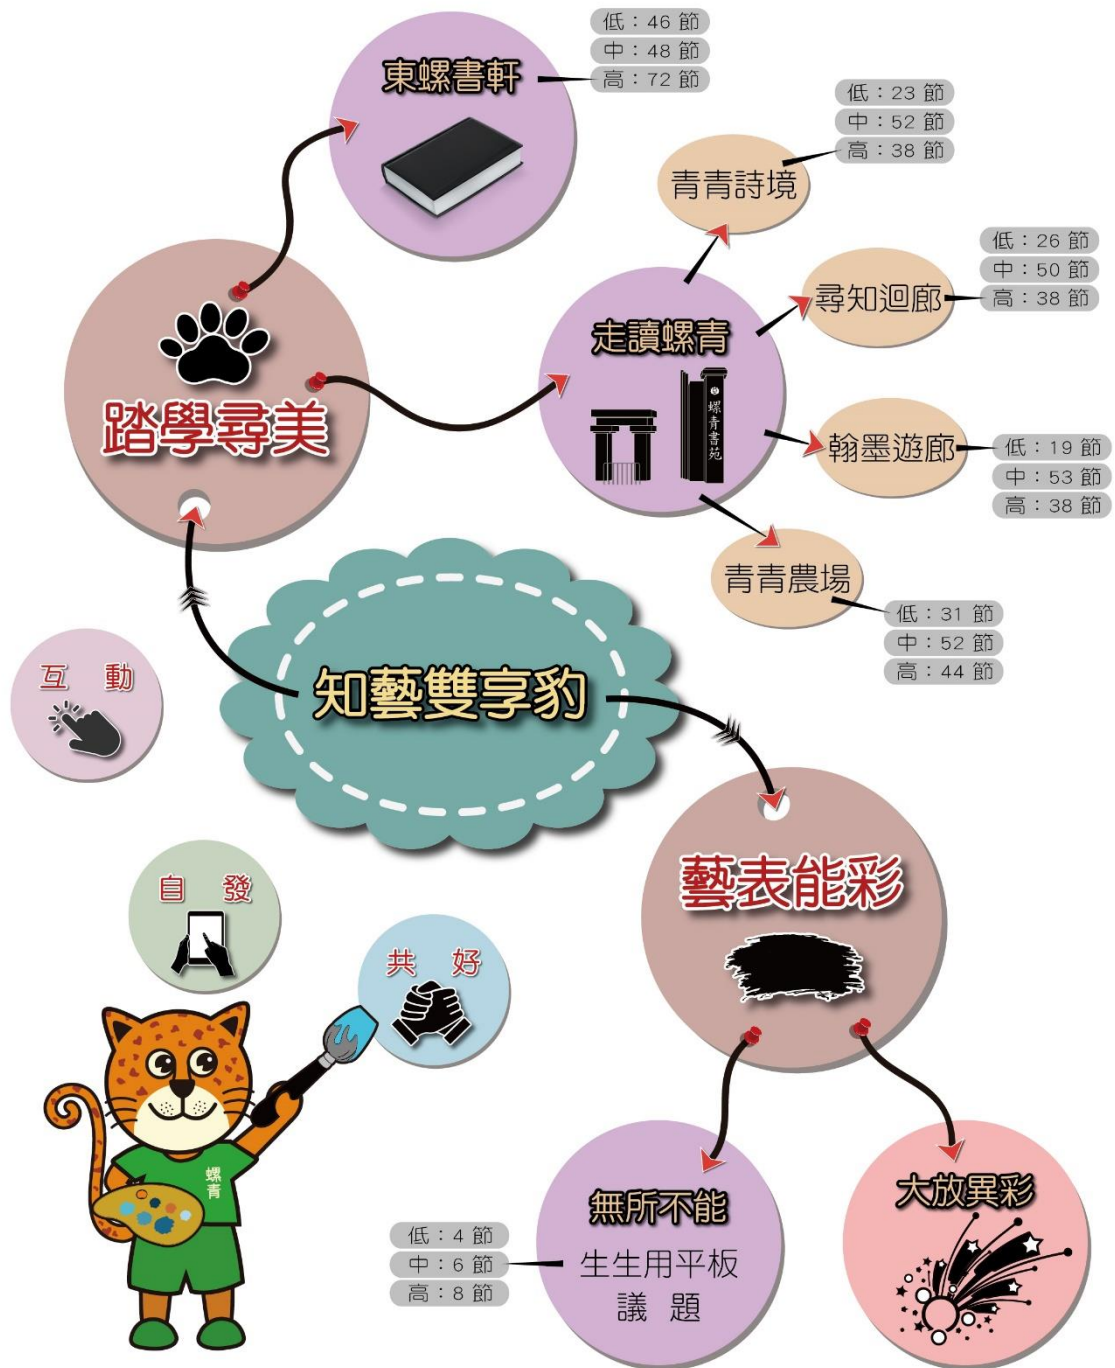 東螺書軒
低：46 節
中：48 節
高：72 節
青青詩境
低：23 節
中：52 節
高：38 節
尋知迴廊
低：26 節
中：50 節
高：38 節
走讀螺青
螺青書苑
踏學尋美
翰墨遊廊
低：19 節
中：53 節
高：38 節
青青農場
低：31 節
中：52 節
高：44 節
互 動
知藝雙享豹
自 發
共 好
藝表能彩
螺青
無所不能
生生用平板
議 題
低：4 節
中：6 節
高：8 節
大放異彩